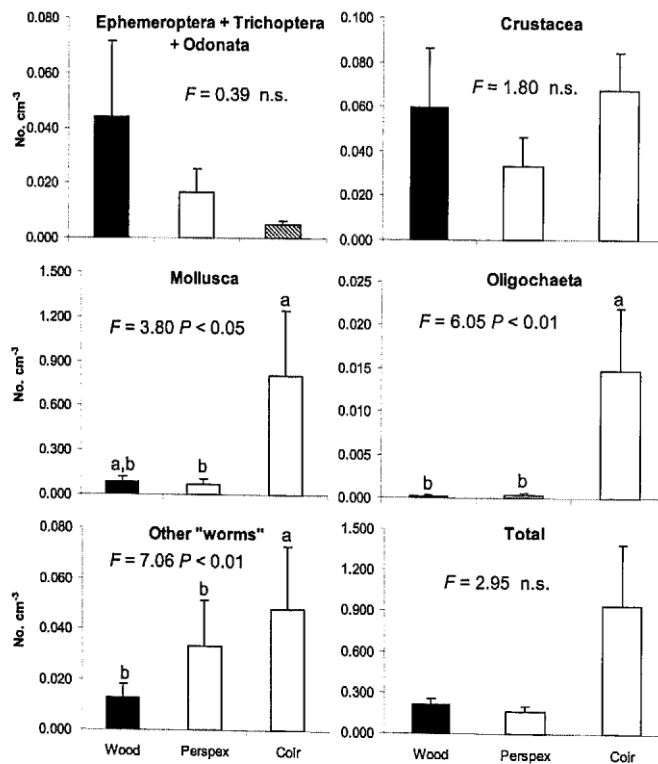 Ephemeroptera + Trichoptera
+ Odonata
F = 0.39 n.s.
No. cm-3
0.080
0.060
0.040
0.020
0.000
Crustacea
F = 1.80 n.s.
0.100
0.080
0.060
0.040
0.020
0.000
Mollusca
F = 3.80 P < 0.05
No. cm-3
1.500
1.200
0.900
0.600
0.300
0.000
a,b
b
a
Oligochaeta
F = 6.05 P < 0.01
0.025
0.020
0.015
0.010
0.005
0.000
b
b
a
Other "worms"
F = 7.06 P < 0.01
No. cm-3
0.080
0.060
0.040
0.020
0.000
b
b
a
Wood
Perspex
Coir
Total
F = 2.95 n.s.
1.500
1.200
0.900
0.600
0.300
0.000
Wood
Perspex
Coir